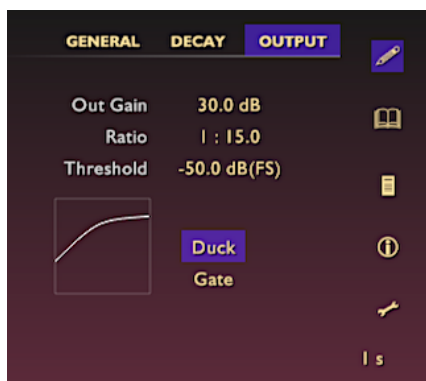 GENERAL DECAY OUTPUT
Out Gain 30.0 dB
Ratio 1 : 15.0
Threshold -50.0 dB(FS)
Duck
Gate
1 s